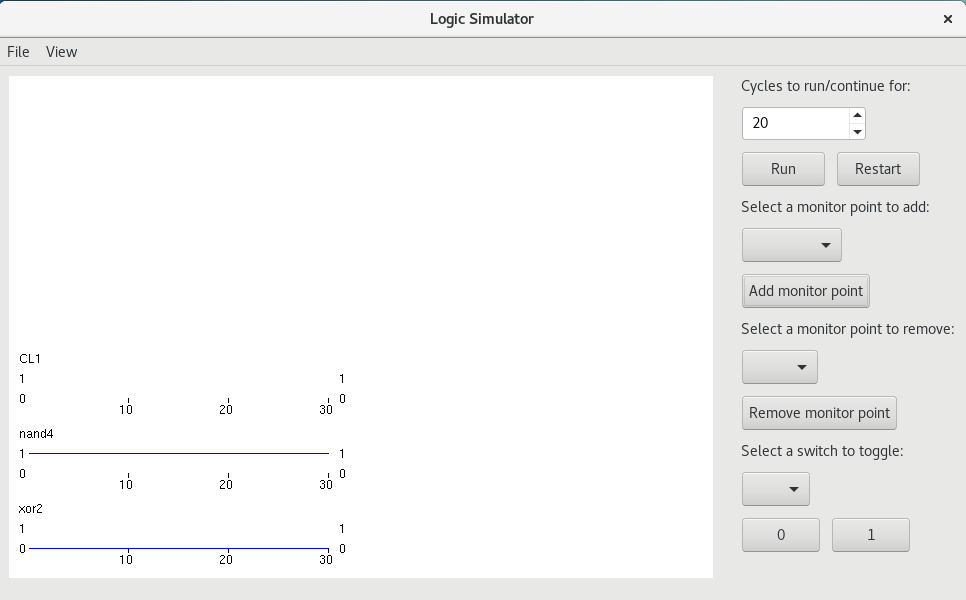 Logic Simulator
File View
Cycles to run/continue for:
20
Run Restart
Select a monitor point to add:
Add monitor point
Select a monitor point to remove:
Remove monitor point
Select a switch to toggle:
0 1
CL1
1 1
0 0
10 20 30
nand4
1 1
0 0
10 20 30
xor2
1 1
0 0
10 20 30